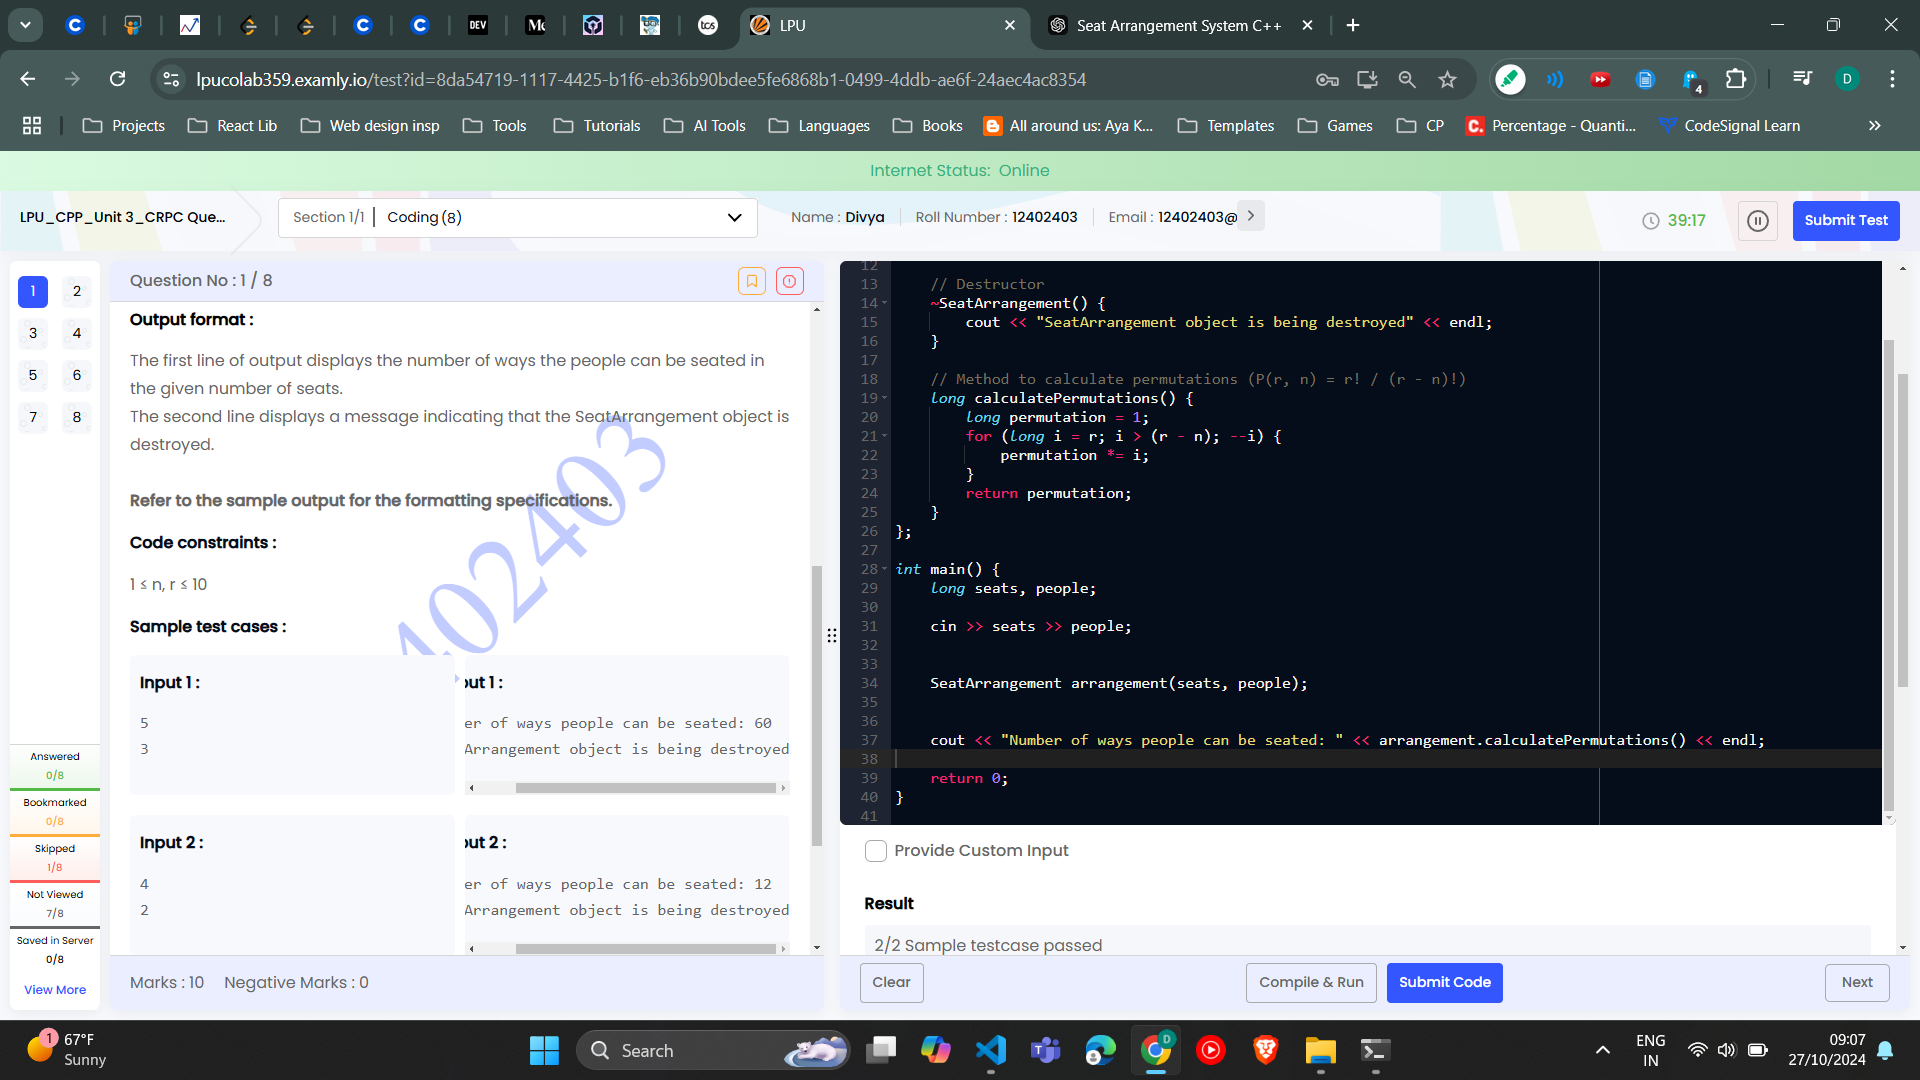 LPU
Seat Arrangement System C++
lpucolab359.examly.io/test?id=8da54719-1117-4425-b1f6-eb36b90bdee5fe6868b1-0499-4ddb-ae6f-24aec4ac8354
4
D
Projects
React Lib
Web design insp
Tools
Tutorials
AI Tools
Languages
Books
All around us: Aya K...
Templates
Games
CP
Percentage - Quanti...
CodeSignal Learn
Internet Status: Online
LPU_CPP_Unit 3_CRPC Que...
Section 1/1
Coding (8)
Name : Divya
Roll Number : 12402403
Email : 12402403@
39:17
Submit Test
1 2
3 4
5 6
7 8
Answered
0/8
Bookmarked
0/8
Skipped
1/8
Not Viewed
7/8
Saved in Server
0/8
View More
Question No : 1 / 8
Output format :
The first line of output displays the number of ways the people can be seated in
the given number of seats.
The second line displays a message indicating that the SeatArrangement object is
destroyed.
Refer to the sample output for the formatting specifications.
Code constraints :
1 ≤ n, r ≤ 10
Sample test cases :
402403
Input 1 :
5
3
out 1 :
er of ways people can be seated: 60
Arrangement object is being destroyed
Input 2 :
4
2
out 2 :
er of ways people can be seated: 12
Arrangement object is being destroyed
Marks : 10
Negative Marks : 0
12
13 // Destructor
14 ~SeatArrangement() {
15 cout << "SeatArrangement object is being destroyed" << endl;
16 }
17
18 // Method to calculate permutations (P(r, n) = r! / (r - n)!)
19 long calculatePermutations() {
20 long permutation = 1;
21 for (long i = r; i > (r - n); --i) {
22 permutation *= i;
23 }
24 return permutation;
25 }
26 };
27
28 int main() {
29 long seats, people;
30
31 cin >> seats >> people;
32
33
34 SeatArrangement arrangement(seats, people);
35
36
37 cout << "Number of ways people can be seated: " << arrangement.calculatePermutations() << endl;
38
39 return 0;
40 }
41
Provide Custom Input
Result
2/2 Sample testcase passed
Clear
Compile & Run
Submit Code
Next
1
67°F
Sunny
Search
D
ENG
IN
09:07
27/10/2024
DEV
tcs